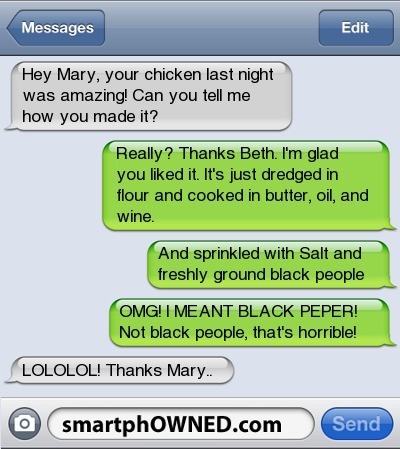 Messages
Edit
Hey Mary, your chicken last night
was amazing! Can you tell me
how you made it?
Really? Thanks Beth. I'm glad
you liked it. It's just dredged in
flour and cooked in butter, oil, and
wine.
And sprinkled with Salt and
freshly ground black people
OMG! I MEANT BLACK PEPER!
Not black people, that's horrible!
LOLOLOL! Thanks Mary..
smartphOWNED.com
Send